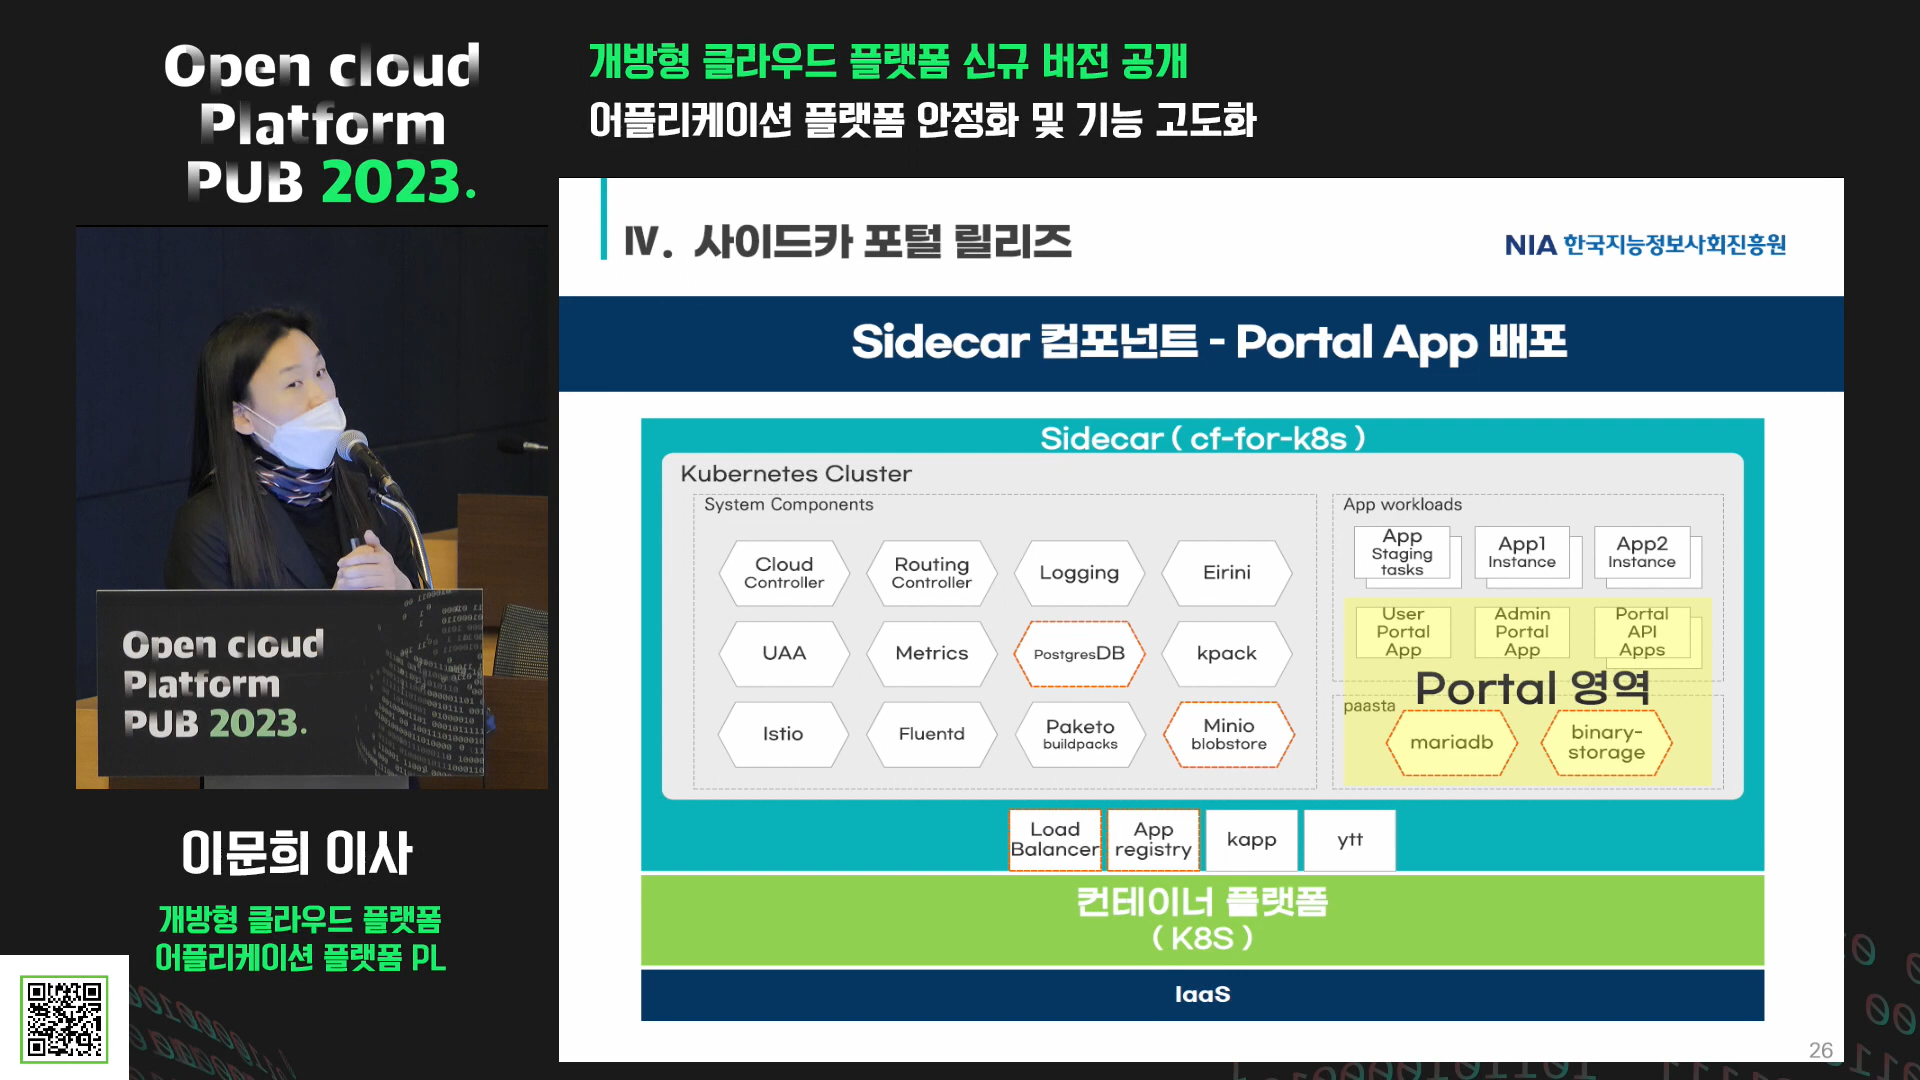 Open cloud
Platform
PUB 2023.
개방형 클라우드 플랫폼 신규 버전 공개
어플리케이션 플랫폼 안정화 및 기능 고도화
Ⅳ. 사이드카 포털 릴리즈
NIA 한국지능정보사회진흥원
Sidecar 컴포넌트 - Portal App 배포
Sidecar ( cf-for-k8s )
Kubernetes Cluster
System Components
Cloud
Controller
Routing
Controller
Logging
Eirini
UAA
Metrics
PostgresDB
kpack
Istio
Fluentd
Paketo
buildpacks
Minio
blobstore
App workloads
App
Staging
tasks
App1
Instance
App2
Instance
User
Portal
App
Admin
Portal
App
Portal
API
Apps
Portal 영역
paasta
mariadb
binary-
storage
Load
Balancer
App
registry
kapp
ytt
컨테이너 플랫폼
( K8S )
IaaS
26
Open cloud
Platform
PUB 2023.
이문희 이사
개방형 클라우드 플랫폼
어플리케이션 플랫폼 PL